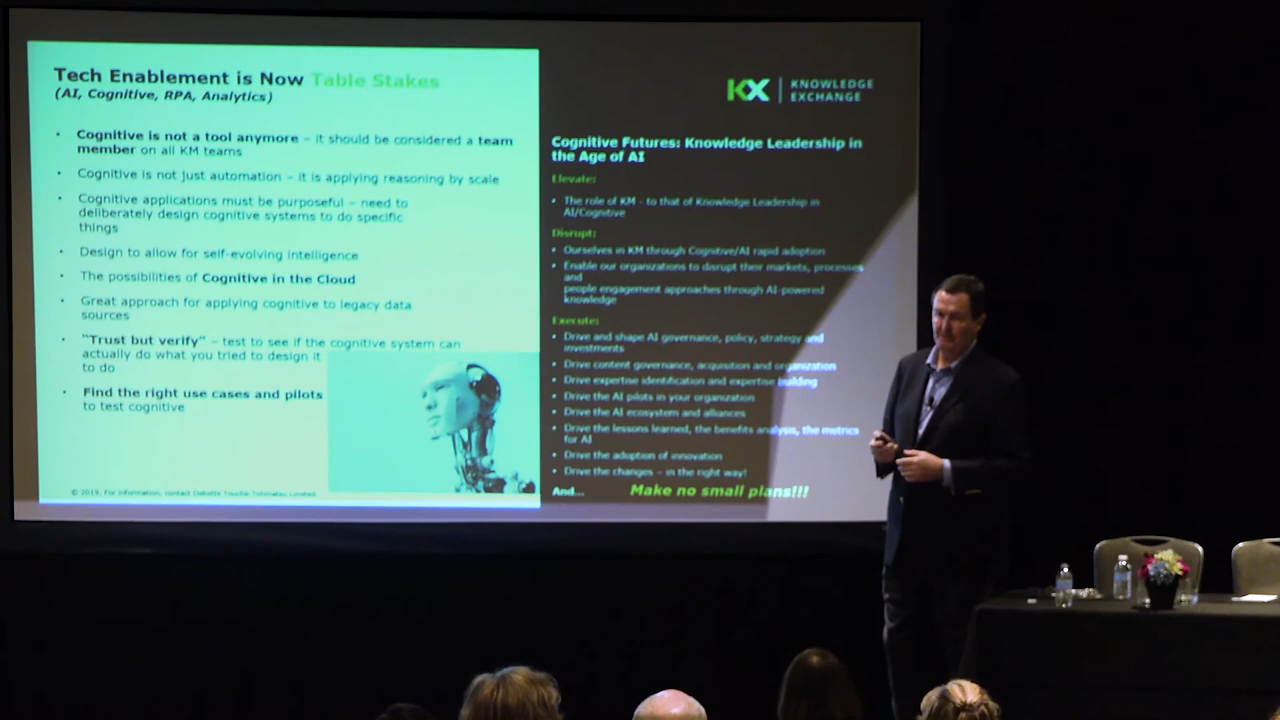 Tech Enablement is Now Table Stakes
(AI, Cognitive, RPA, Analytics)
• Cognitive is not a tool anymore – it should be considered a team
member on all KM teams
• Cognitive is not just automation – it is applying reasoning by scale
• Cognitive applications must be purposeful – need to
deliberately design cognitive systems to do specific
things
• Design to allow for self-evolving intelligence
• The possibilities of Cognitive in the Cloud
• Great approach for applying cognitive to legacy data
sources
• "Trust but verify" – test to see if the cognitive system can
actually do what you tried to design it
to do
• Find the right use cases and pilots
to test cognitive
© 2019. For information, contact Deloitte Touche Tohmatsu Limited.
KX | KNOWLEDGE
EXCHANGE
Cognitive Futures: Knowledge Leadership in
the Age of AI
Elevate:
• The role of KM - to that of Knowledge Leadership in
AI/Cognitive
Disrupt:
• Ourselves in KM through Cognitive/AI rapid adoption
• Enable our organizations to disrupt their markets, processes
and
people engagement approaches through AI-powered
knowledge
Execute:
• Drive and shape AI governance, policy, strategy and
investments
• Drive content governance, acquisition and organization
• Drive expertise identification and expertise building
• Drive the AI pilots in your organization
• Drive the AI ecosystem and alliances
• Drive the lessons learned, the benefits analysis, the metrics
for AI
• Drive the adoption of innovation
• Drive the changes – in the right way!
And... Make no small plans!!!